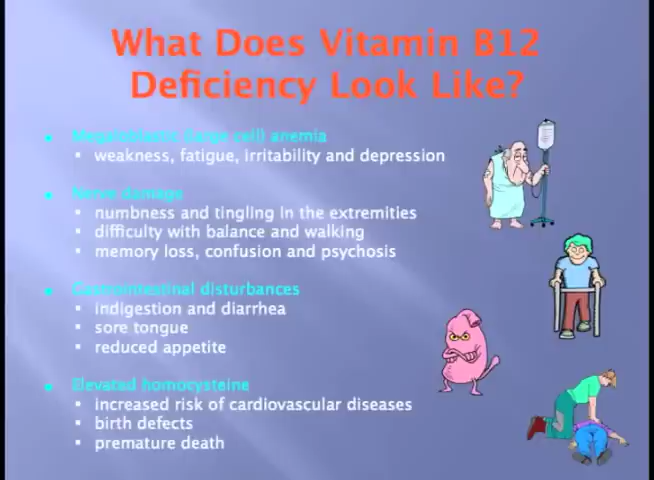 What Does Vitamin B12
Deficiency Look Like?
Megaloblastic (large cell) anemia
weakness, fatigue, irritability and depression
Nerve damage
numbness and tingling in the extremities
difficulty with balance and walking
memory loss, confusion and psychosis
Gastrointestinal disturbances
indigestion and diarrhea
sore tongue
reduced appetite
Elevated homocysteine
increased risk of cardiovascular diseases
birth defects
premature death